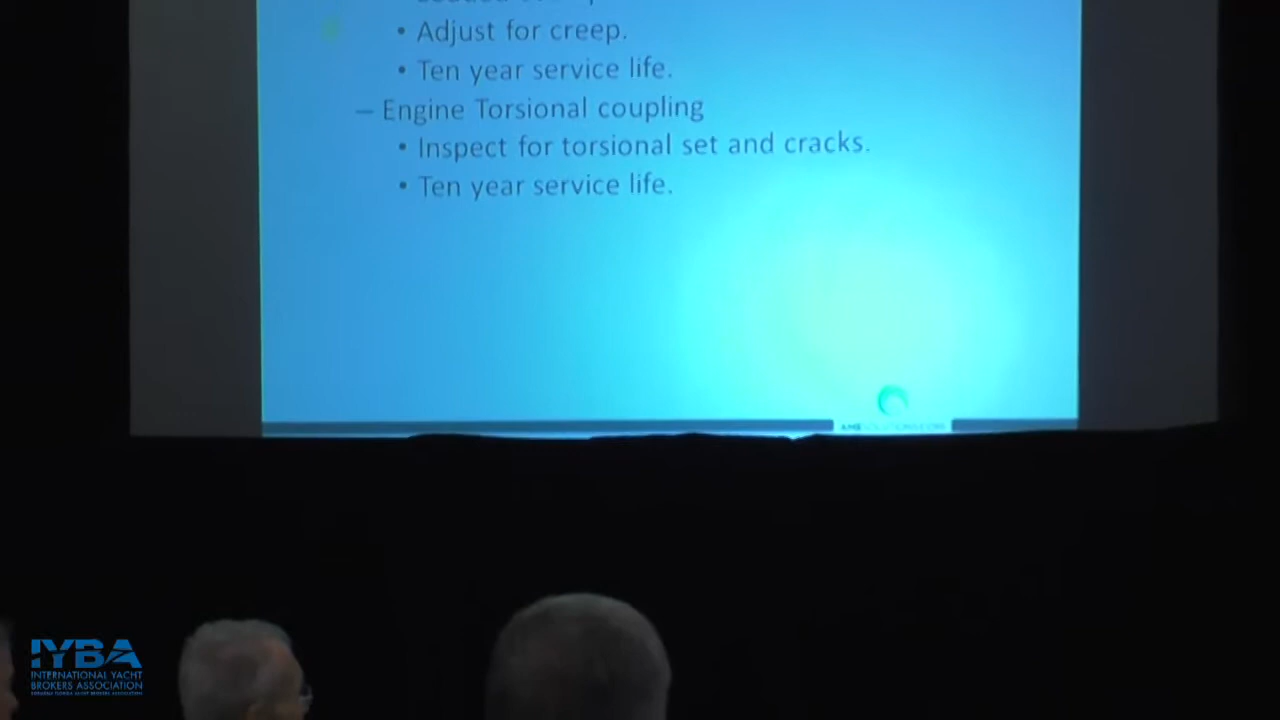 • Adjust for creep.
• Ten year service life.
– Engine Torsional coupling
• Inspect for torsional set and cracks.
• Ten year service life.
IYBA
INTERNATIONAL YACHT
BROKERS ASSOCIATION